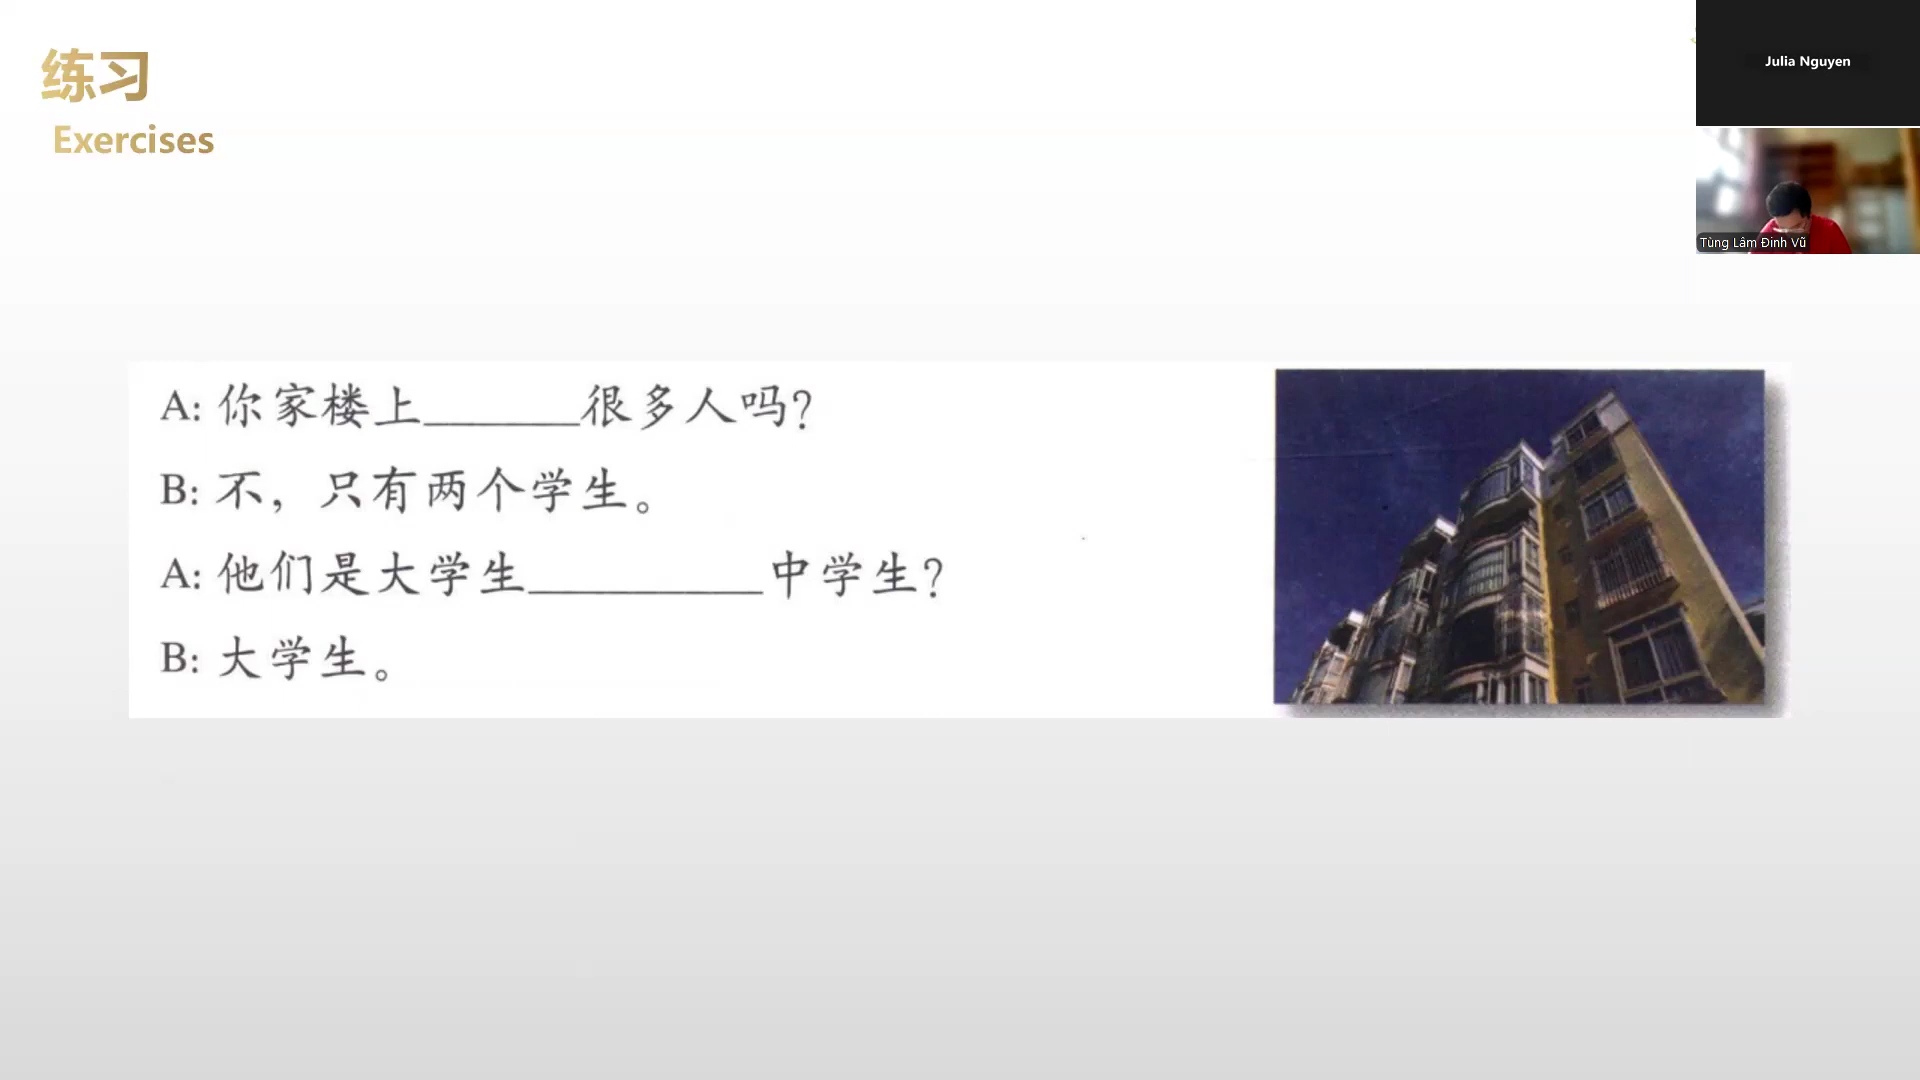 练习
Exercises
Julia Nguyen
Tùng Lâm Đinh Vũ
A: 你家楼上______很多人吗?
B: 不，只有两个学生。
A: 他们是大学生_________中学生?
B: 大学生。